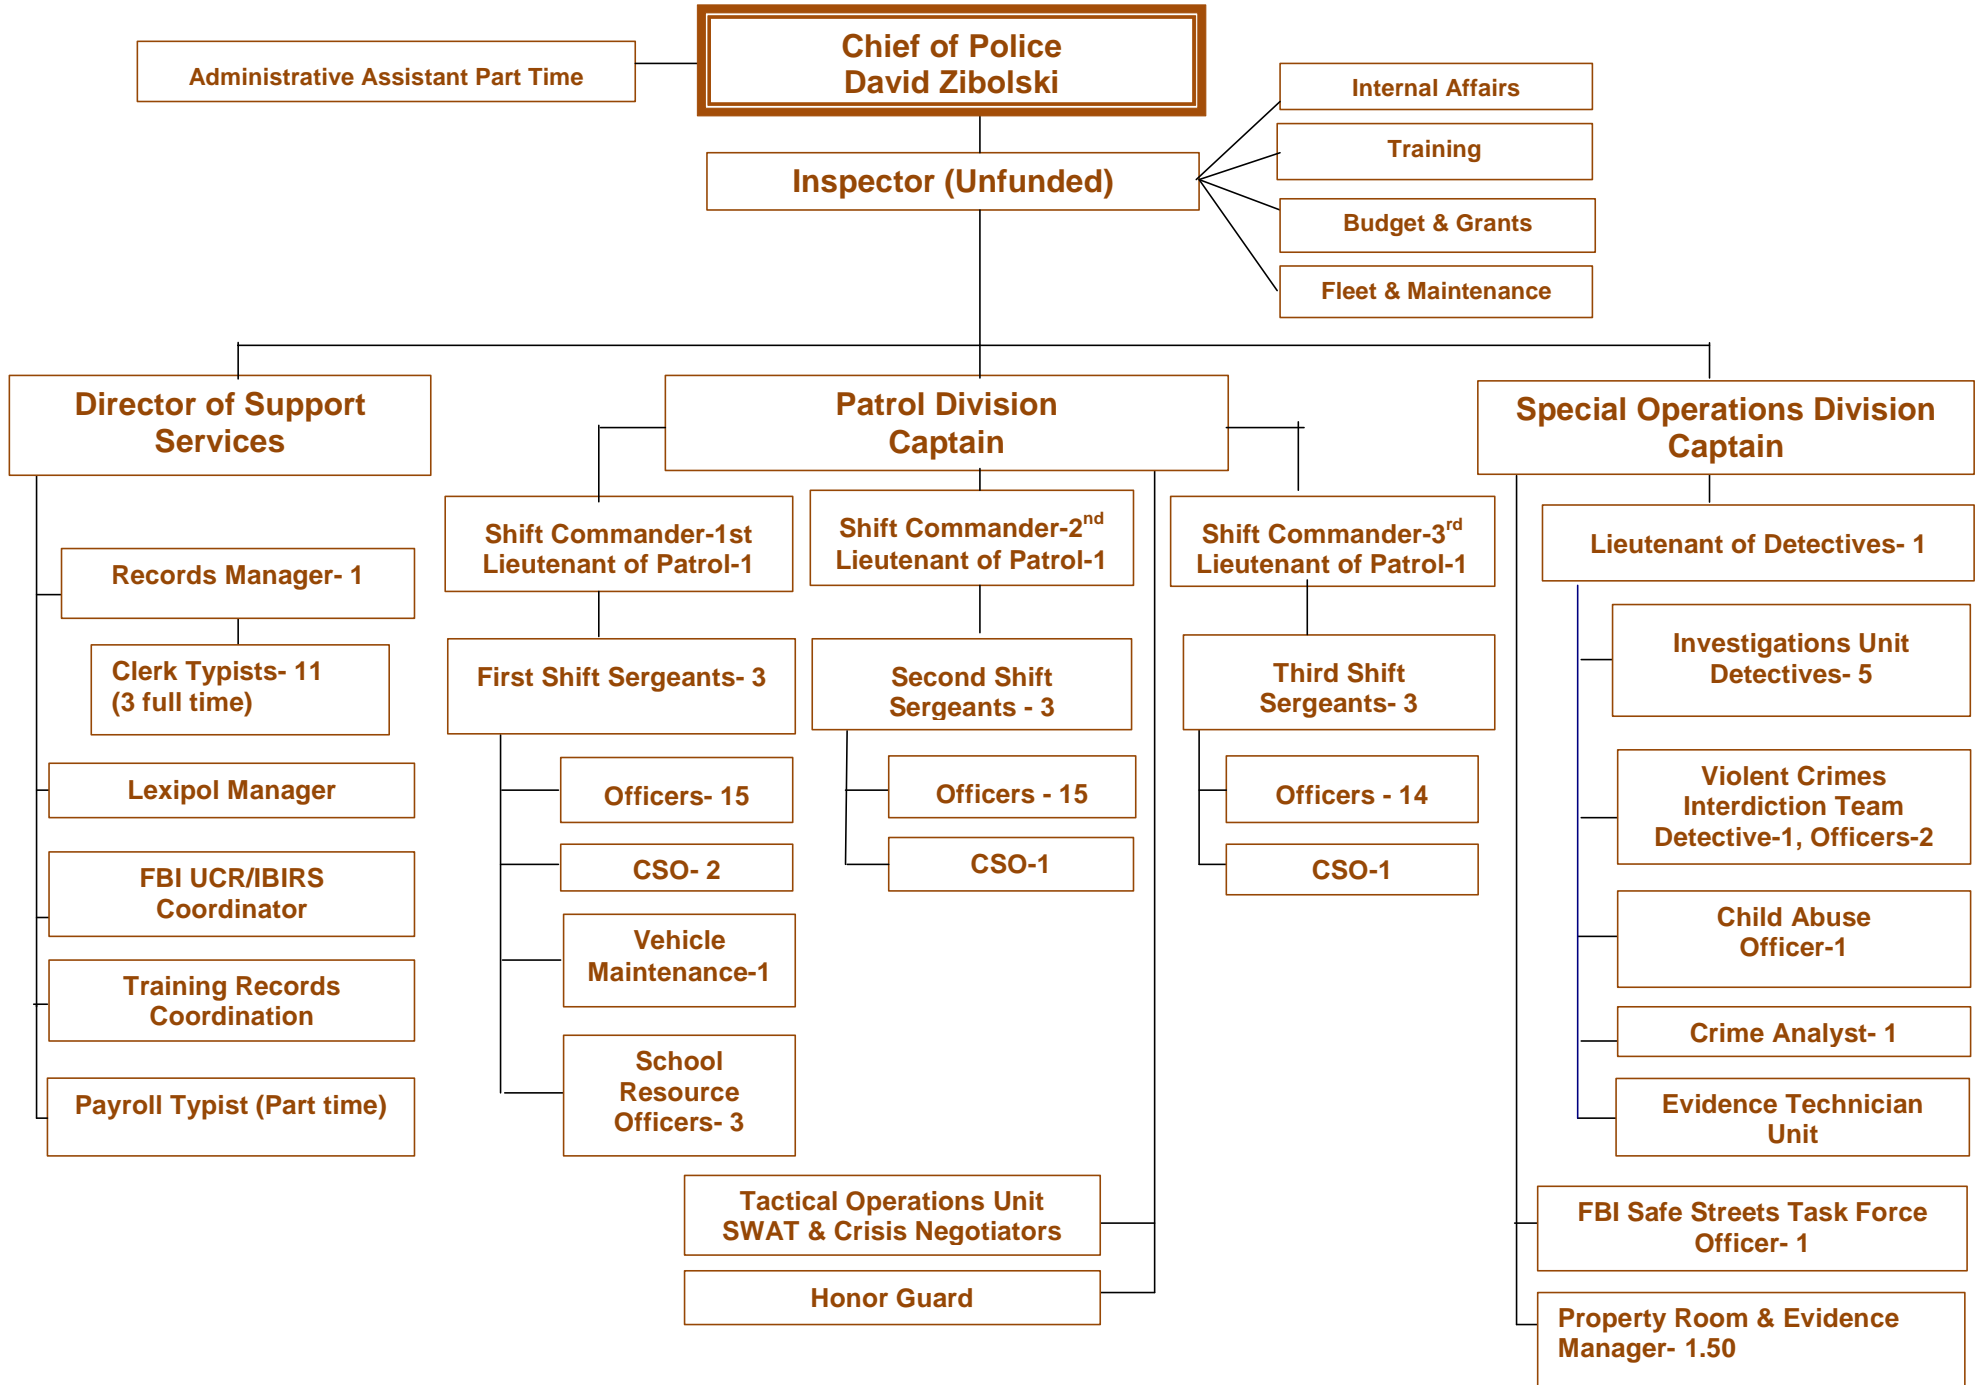 Chief of Police
David Zibolski
Administrative Assistant Part Time
Internal Affairs
Training
Inspector (Unfunded)
Budget & Grants
Fleet & Maintenance
Director of Support
Services
Patrol Division
Captain
Special Operations Division
Captain
Shift Commander-1st
Lieutenant of Patrol-1
Shift Commander-2nd
Lieutenant of Patrol-1
Shift Commander-3rd
Lieutenant of Patrol-1
Lieutenant of Detectives- 1
Records Manager- 1
Clerk Typists- 11
(3 full time)
Lexipol Manager
FBI UCR/IBIRS
Coordinator
Training Records
Coordination
Payroll Typist (Part time)
First Shift Sergeants- 3
Officers- 15
CSO- 2
Vehicle
Maintenance-1
School
Resource
Officers- 3
Second Shift
Sergeants - 3
Officers - 15
CSO-1
Third Shift
Sergeants- 3
Officers - 14
CSO-1
Tactical Operations Unit
SWAT & Crisis Negotiators
Honor Guard
Investigations Unit
Detectives- 5
Violent Crimes
Interdiction Team
Detective-1, Officers-2
Child Abuse
Officer-1
Crime Analyst- 1
Evidence Technician
Unit
FBI Safe Streets Task Force
Officer- 1
Property Room & Evidence
Manager- 1.50